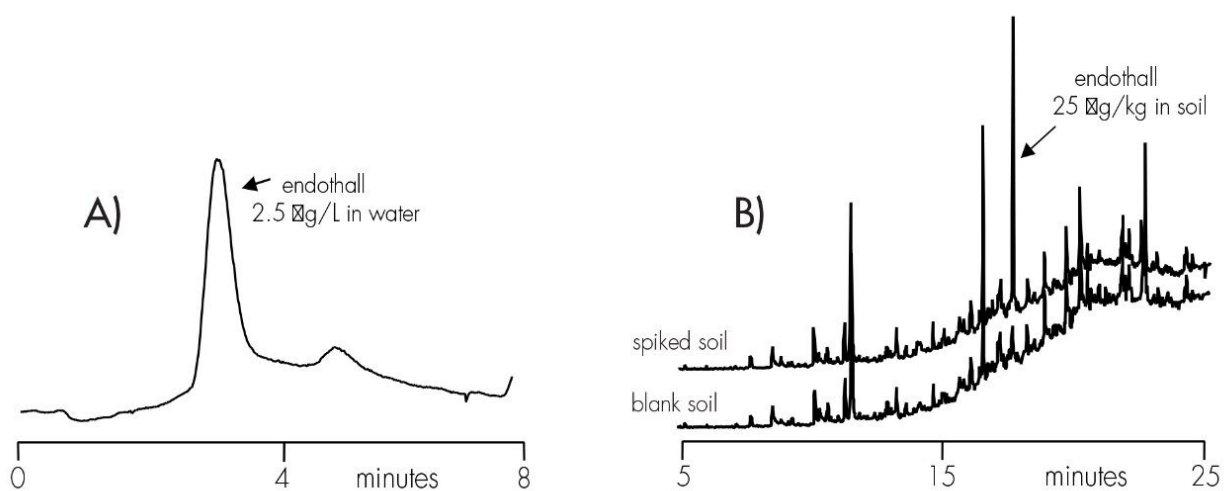 A)
endothall
2.5 �g/L in water
0
4
minutes
8
B)
endothall
25 �g/kg in soil
spiked soil
blank soil
5
15
minutes
25